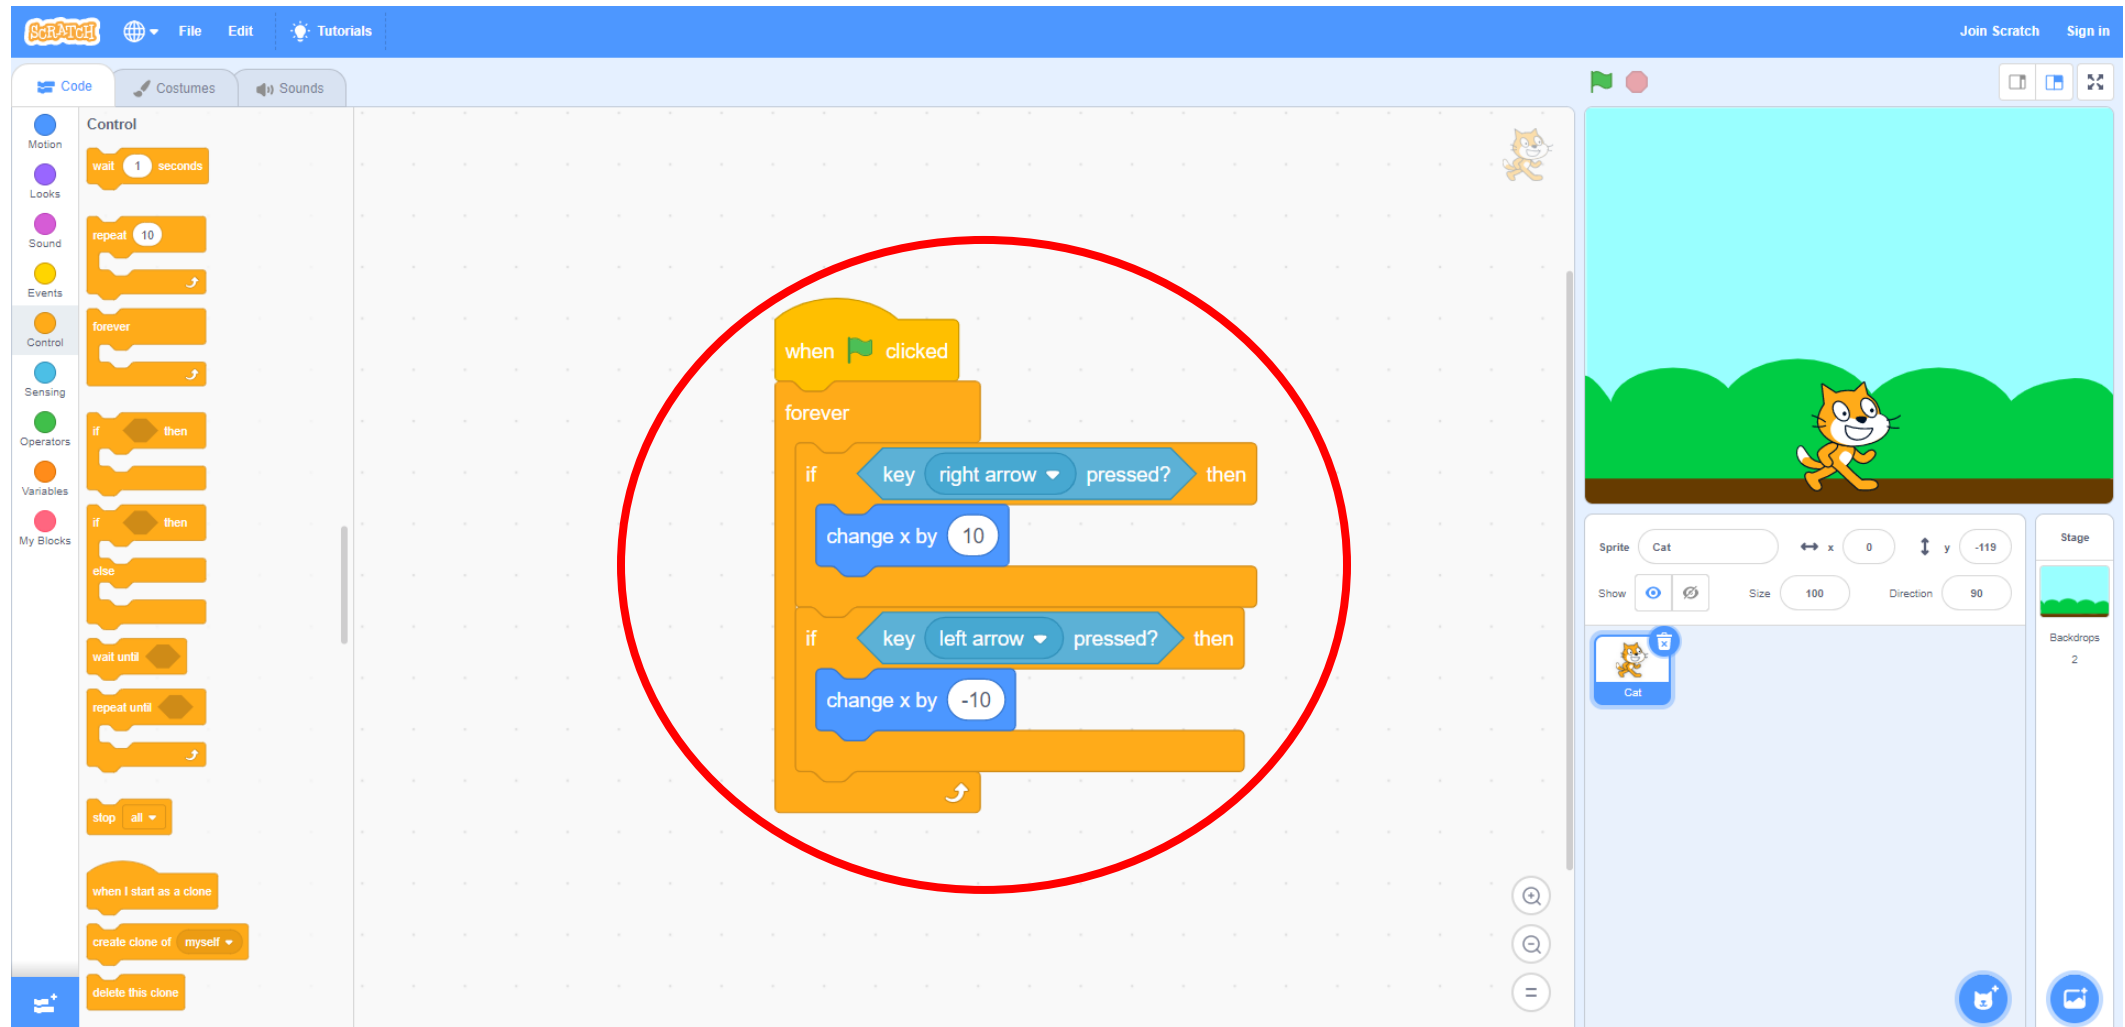 SCRATCH File Edit Tutorials Join Scratch Sign in
Code Costumes Sounds
Motion
Looks
Sound
Events
Control
Sensing
Operators
Variables
My Blocks
Control
wait 1 seconds
repeat 10
forever
if then
if then
else
wait until
repeat until
stop all
when I start as a clone
create clone of myself
delete this clone
when clicked
forever
if key right arrow pressed? then
change x by 10
if key left arrow pressed? then
change x by -10
Sprite Cat x 0 y -119
Show Size 100 Direction 90
Cat
Stage
Backdrops
2